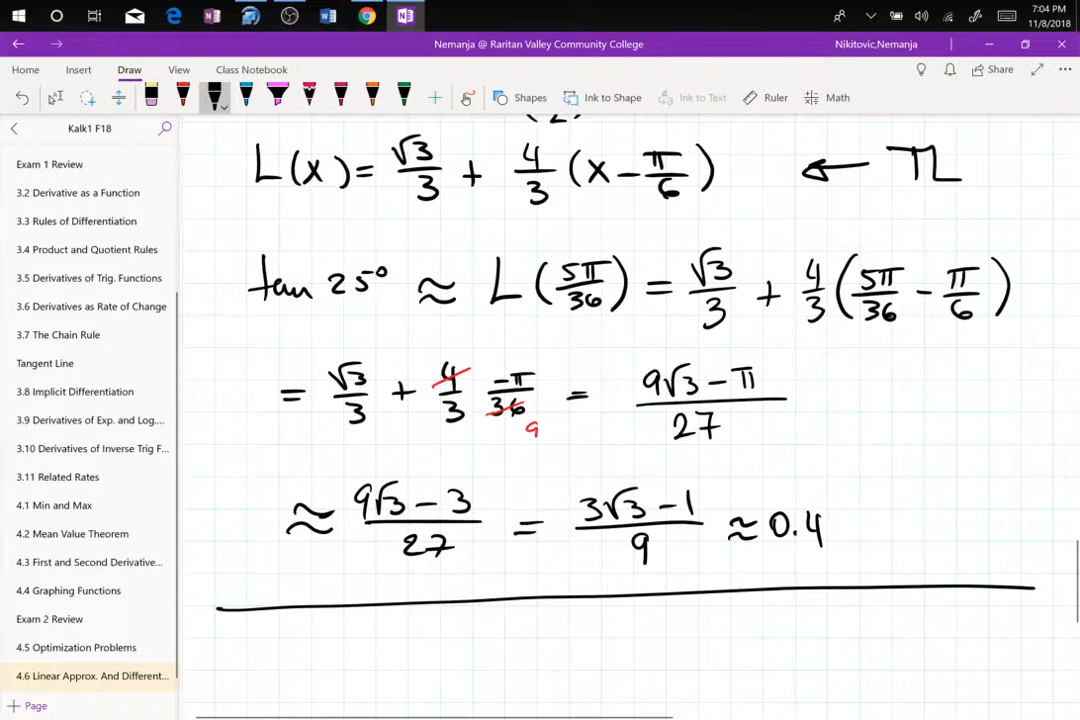 7:04 PM
11/8/2018
Nemanja @ Raritan Valley Community College
Nikitovic,Nemanja
Home Insert Draw View Class Notebook
Share
Shapes Ink to Shape Ink to Text Ruler Math
Kalk1 F18
Exam 1 Review
3.2 Derivative as a Function
3.3 Rules of Differentiation
3.4 Product and Quotient Rules
3.5 Derivatives of Trig. Functions
3.6 Derivatives as Rate of Change
3.7 The Chain Rule
Tangent Line
3.8 Implicit Differentiation
3.9 Derivatives of Exp. and Log....
3.10 Derivatives of Inverse Trig F...
3.11 Related Rates
4.1 Min and Max
4.2 Mean Value Theorem
4.3 First and Second Derivative...
4.4 Graphing Functions
Exam 2 Review
4.5 Optimization Problems
4.6 Linear Approx. And Different...
+ Page
L(x) = √3/3 + 4/3 (x − π/6) ← TL
tan 25° ≈ L(5π/36) = √3/3 + 4/3 (5π/36 − π/6)
= √3/3 + 4/3 −π/36 9 = (9√3 − π)/27
≈ (9√3 − 3)/27 = (3√3 − 1)/9 ≈ 0.4